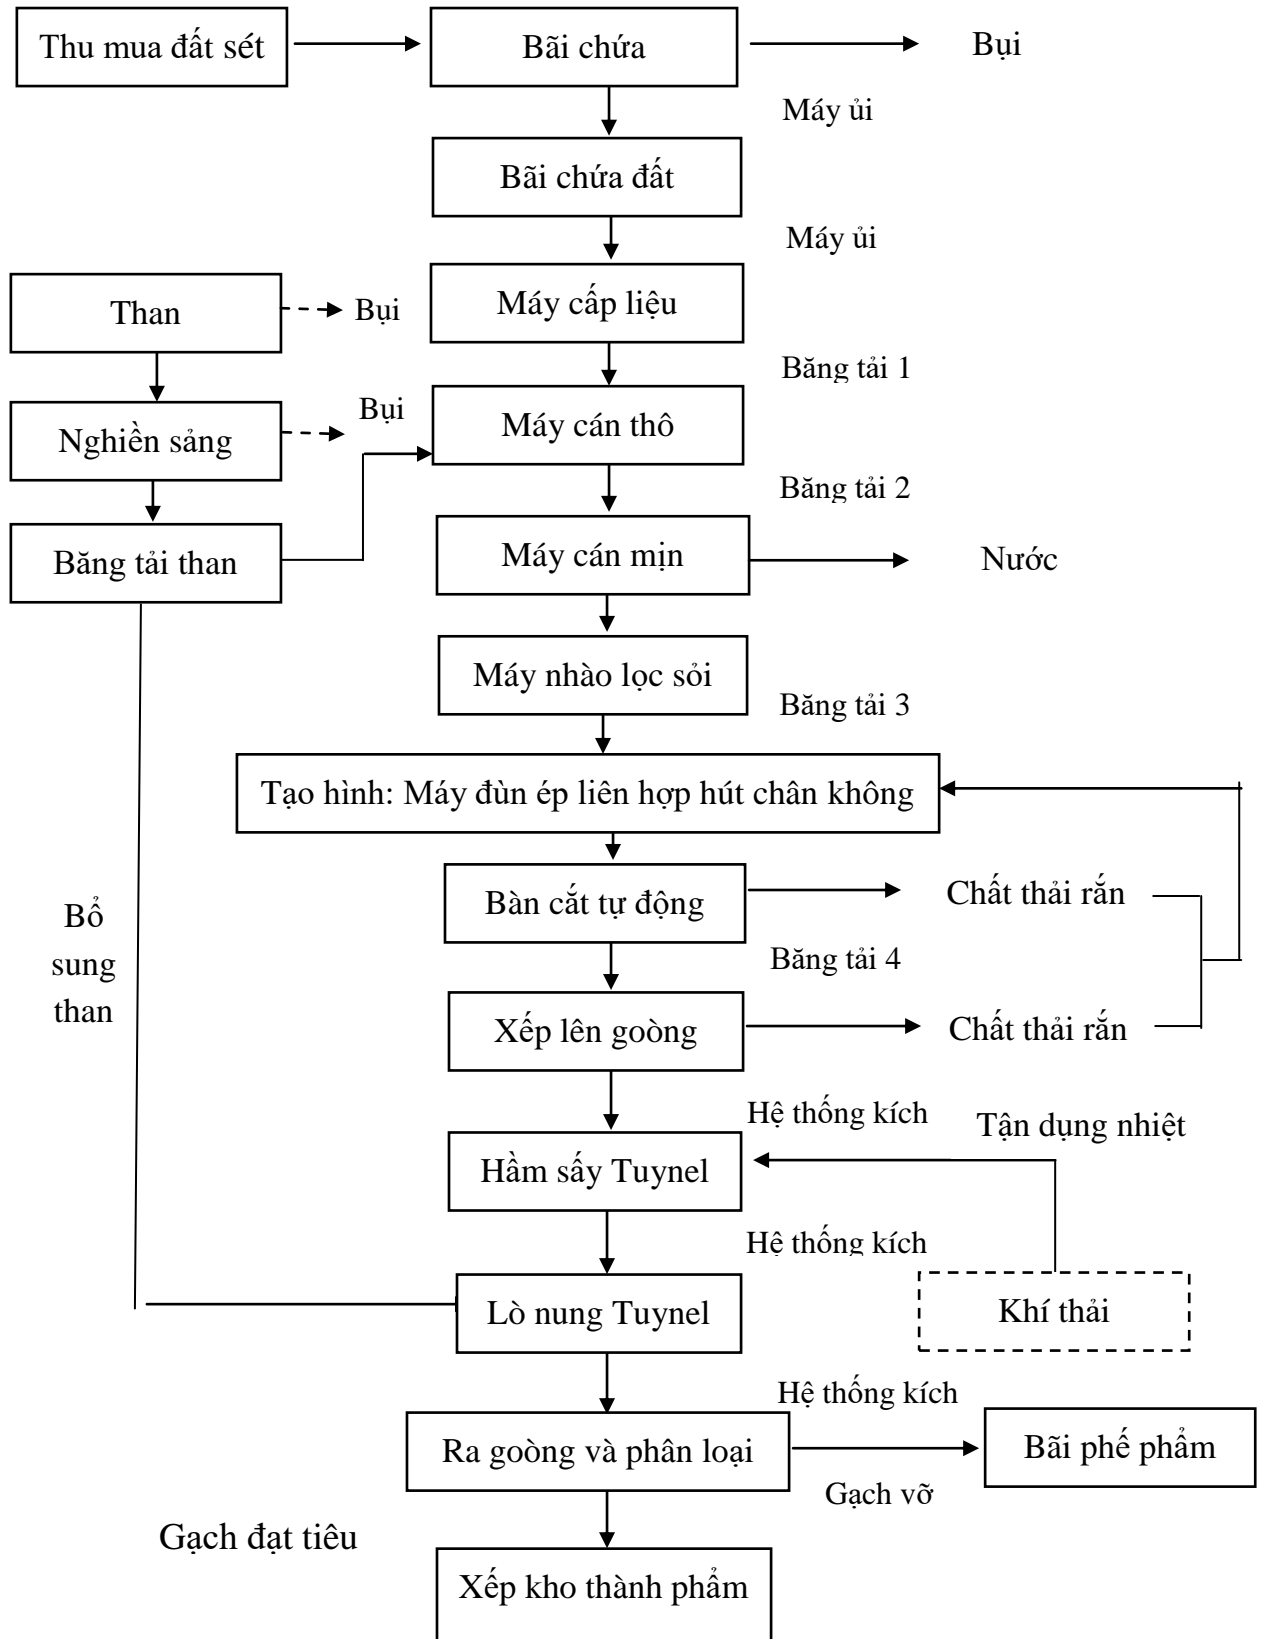 Thu mua đất sét
Bãi chứa
Bụi
Máy ủi
Bãi chứa đất
Máy ủi
Than
Bụi
Máy cấp liệu
Băng tải 1
Bụi
Nghiền sảng
Máy cán thô
Băng tải 2
Băng tải than
Máy cán mịn
Nước
Máy nhào lọc sỏi
Băng tải 3
Tạo hình: Máy đùn ép liên hợp hút chân không
Bàn cắt tự động
Chất thải rắn
Bổ
sung
than
Băng tải 4
Xếp lên goòng
Chất thải rắn
Hệ thống kích
Tận dụng nhiệt
Hầm sấy Tuynel
Hệ thống kích
Lò nung Tuynel
Khí thải
Hệ thống kích
Ra goòng và phân loại
Bãi phế phẩm
Gạch vỡ
Gạch đạt tiêu
Xếp kho thành phẩm